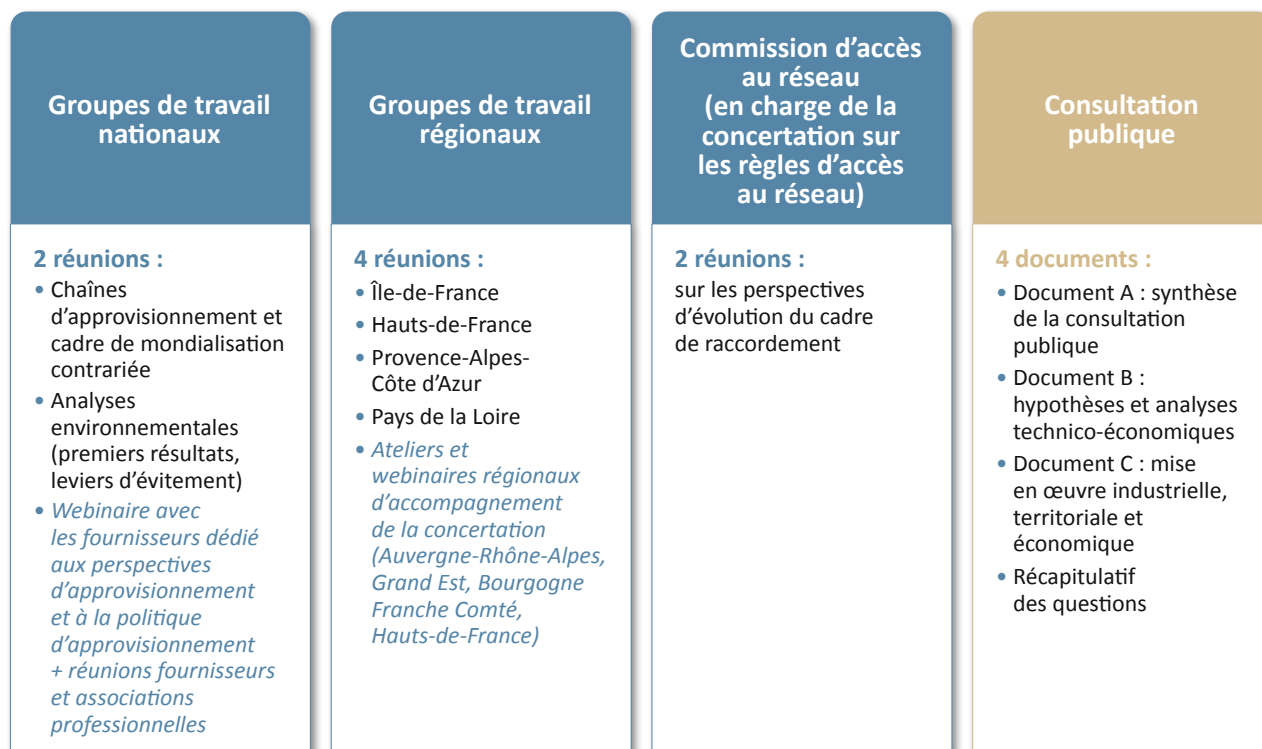 Groupes de travail
nationaux
2 réunions :
• Chaînes
d’approvisionnement et
cadre de mondialisation
contrariée
• Analyses
environnementales
(premiers résultats,
leviers d’évitement)
• Webinaire avec
les fournisseurs dédié
aux perspectives
d’approvisionnement
et à la politique
d’approvisionnement
+ réunions fournisseurs
et associations
professionnelles
Groupes de travail
régionaux
4 réunions :
• Île-de-France
• Hauts-de-France
• Provence-Alpes-
Côte d’Azur
• Pays de la Loire
• Ateliers et
webinaires régionaux
d’accompagnement
de la concertation
(Auvergne-Rhône-Alpes,
Grand Est, Bourgogne
Franche Comté,
Hauts-de-France)
Commission d’accès
au réseau
(en charge de la
concertation sur
les règles d’accès
au réseau)
2 réunions :
sur les perspectives
d’évolution du cadre
de raccordement
Consultation
publique
4 documents :
• Document A : synthèse
de la consultation
publique
• Document B :
hypothèses et analyses
technico-économiques
• Document C : mise
en œuvre industrielle,
territoriale et
économique
• Récapitulatif
des questions